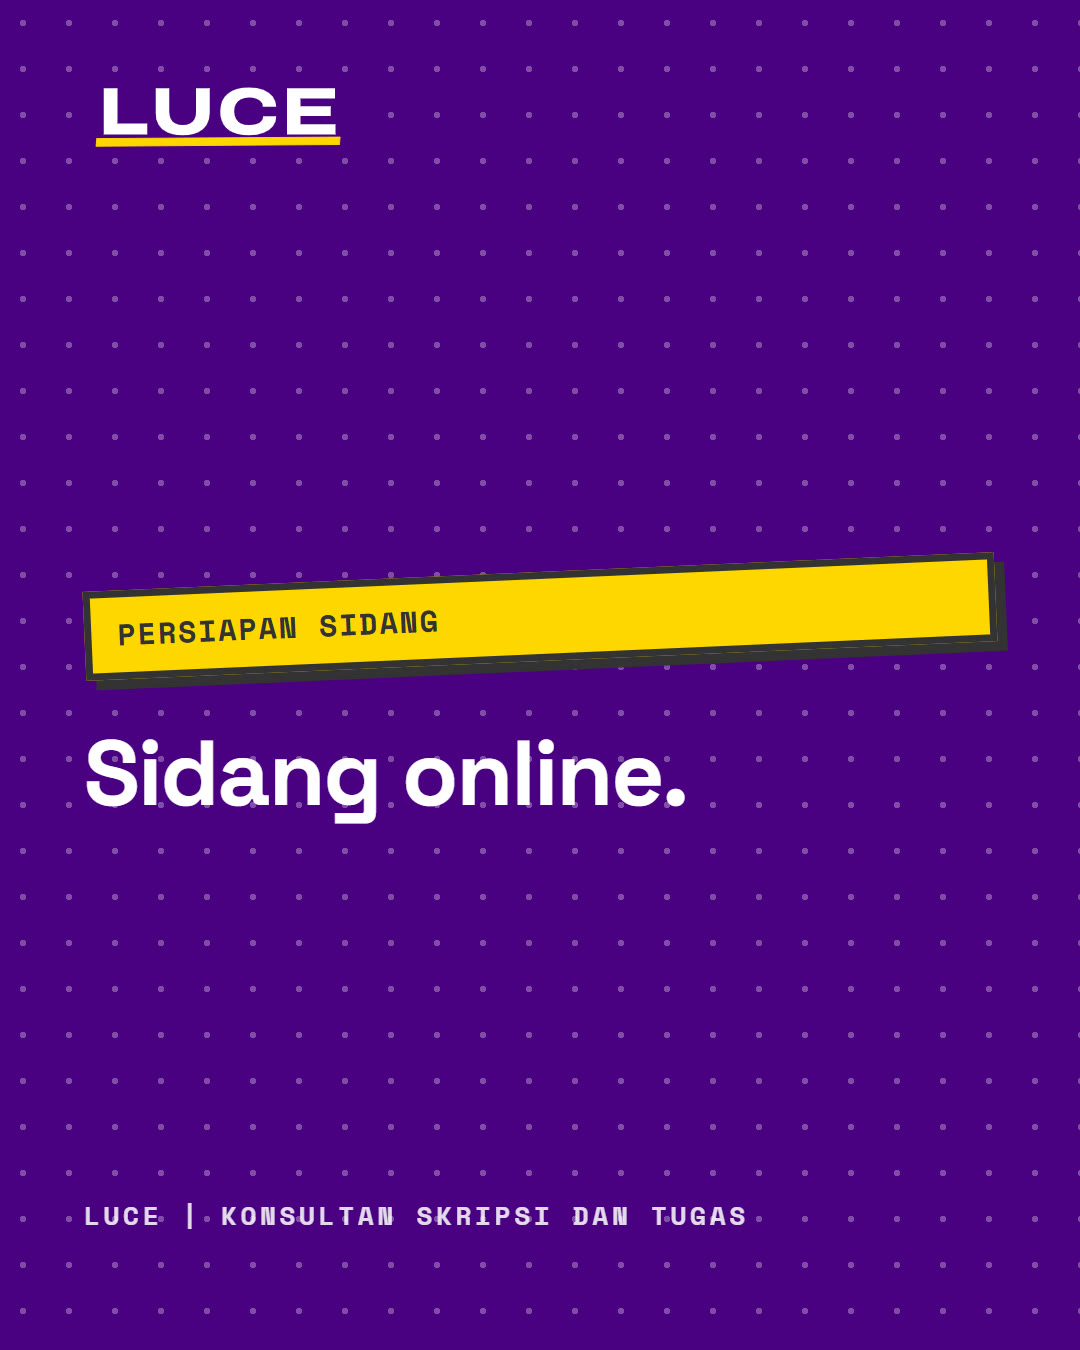 LUCE
PERSIAPAN SIDANG
Sidang online.
LUCE | KONSULTAN SKRIPSI DAN TUGAS